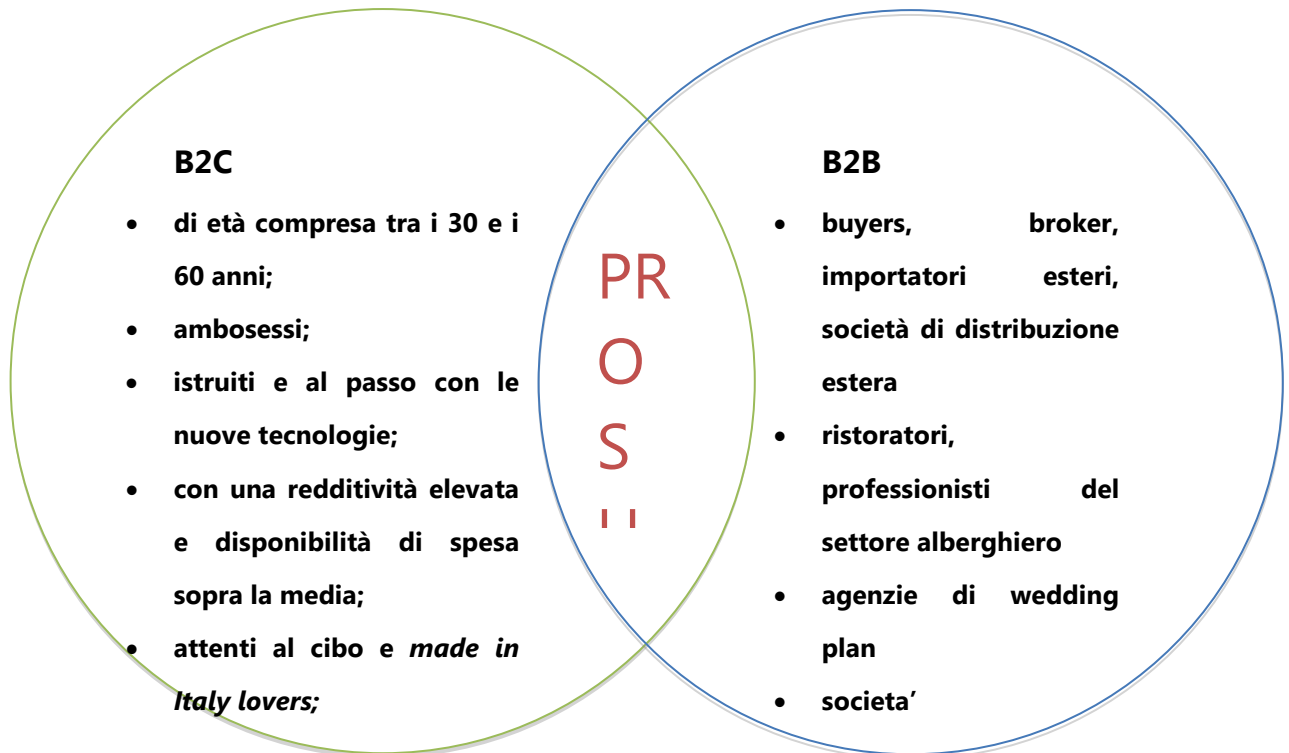 B2C
• di età compresa tra i 30 e i
60 anni;
• ambosessi;
• istruiti e al passo con le
nuove tecnologie;
• con una redditività elevata
e disponibilità di spesa
sopra la media;
• attenti al cibo e made in
Italy lovers;
PR
O
S
B2B
• buyers, broker,
importatori esteri,
società di distribuzione
estera
• ristoratori,
professionisti del
settore alberghiero
• agenzie di wedding
plan
• societa’